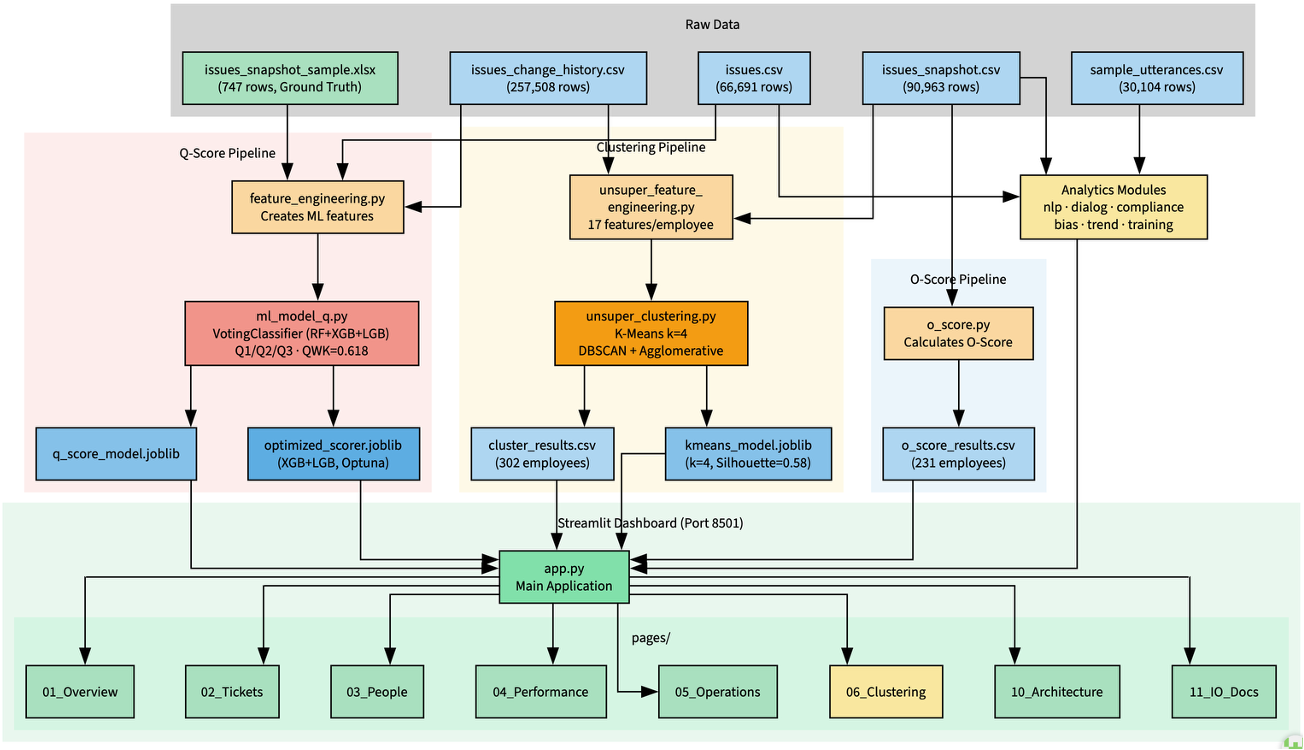 Raw Data
issues_snapshot_sample.xlsx
(747 rows, Ground Truth)
issues_change_history.csv
(257,508 rows)
issues.csv
(66,691 rows)
issues_snapshot.csv
(90,963 rows)
sample_utterances.csv
(30,104 rows)
Q-Score Pipeline
feature_engineering.py
Creates ML features
ml_model_q.py
VotingClassifier (RF+XGB+LGB)
Q1/Q2/Q3 · QWK=0.618
q_score_model.joblib
optimized_scorer.joblib
(XGB+LGB, Optuna)
Clustering Pipeline
unsuper_feature_
engineering.py
17 features/employee
unsuper_clustering.py
K-Means k=4
DBSCAN + Agglomerative
cluster_results.csv
(302 employees)
kmeans_model.joblib
(k=4, Silhouette=0.58)
Analytics Modules
nlp · dialog · compliance
bias · trend · training
O-Score Pipeline
o_score.py
Calculates O-Score
o_score_results.csv
(231 employees)
Streamlit Dashboard (Port 8501)
app.py
Main Application
pages/
01_Overview
02_Tickets
03_People
04_Performance
05_Operations
06_Clustering
10_Architecture
11_IO_Docs